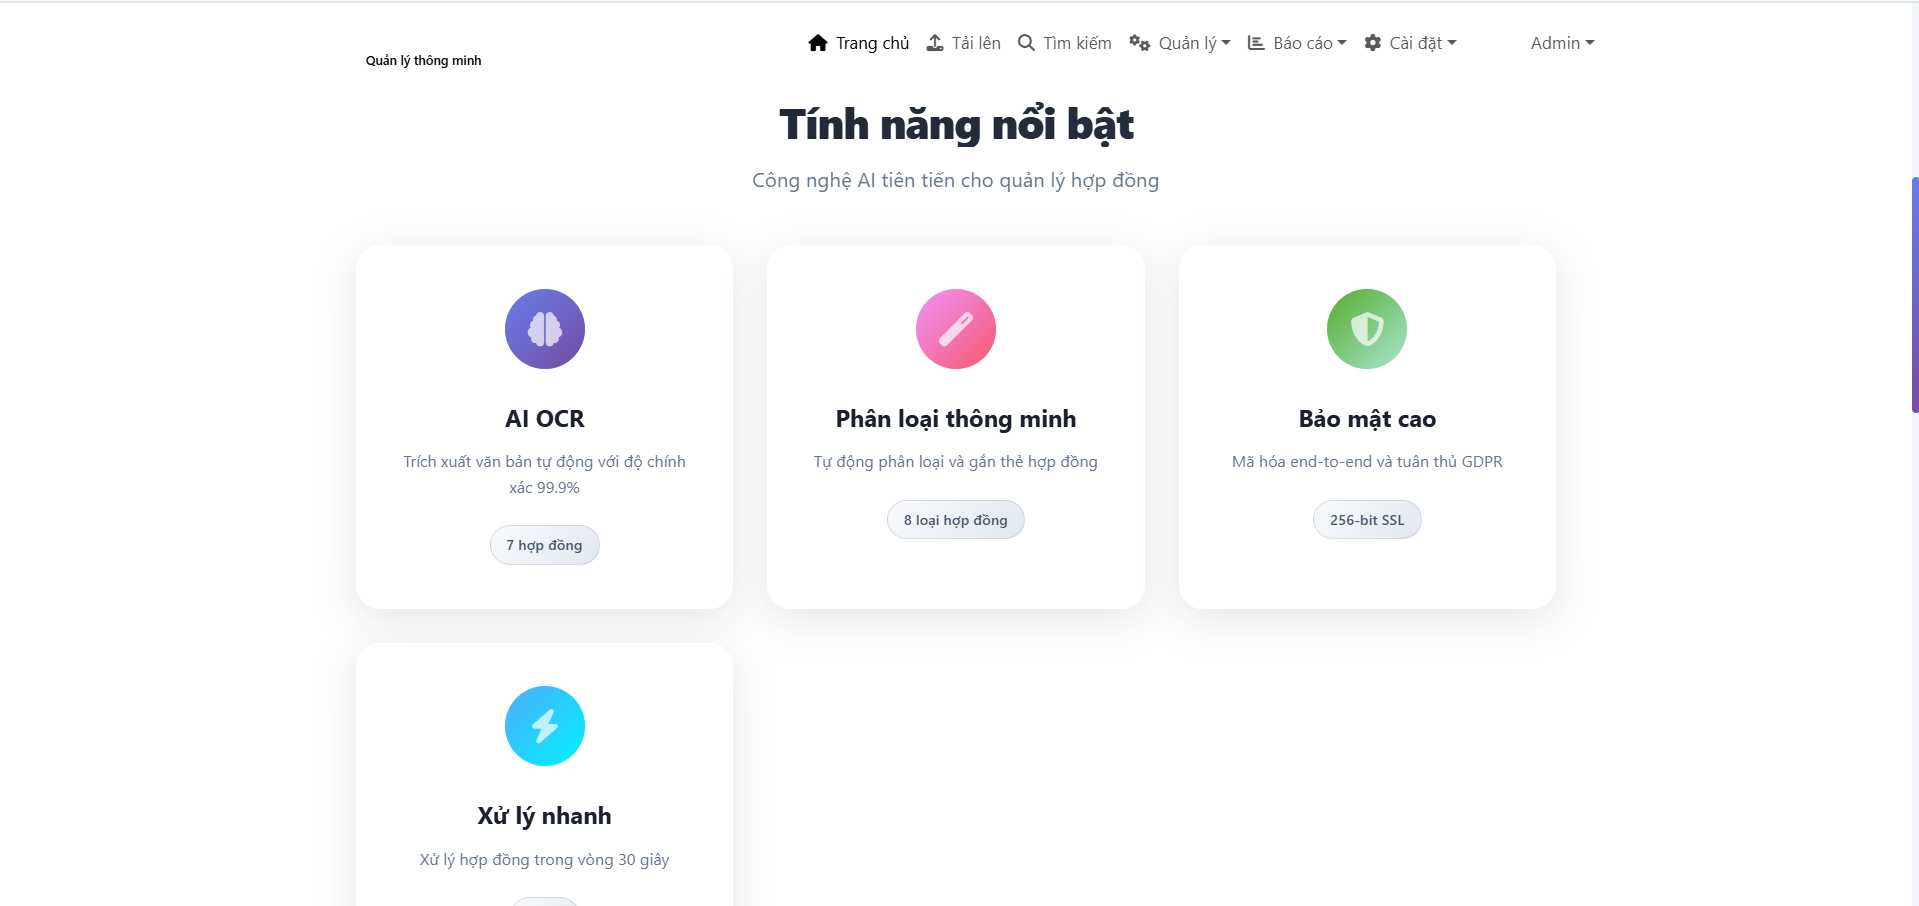 Trang chủ
Tải lên
Tìm kiếm
Quản lý
Báo cáo
Cài đặt
Admin
Quản lý thông minh
Tính năng nổi bật
Công nghệ AI tiên tiến cho quản lý hợp đồng
AI OCR
Trích xuất văn bản tự động với độ chính
xác 99.9%
7 hợp đồng
Phân loại thông minh
Tự động phân loại và gắn thẻ hợp đồng
8 loại hợp đồng
Bảo mật cao
Mã hóa end-to-end và tuân thủ GDPR
256-bit SSL
Xử lý nhanh
Xử lý hợp đồng trong vòng 30 giây